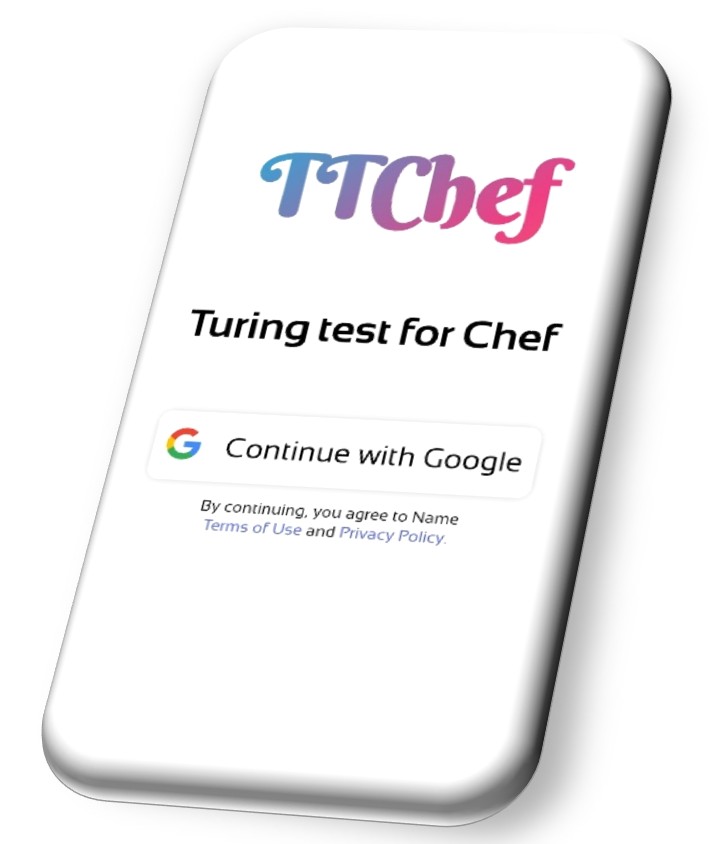 TTChef
Turing test for Chef
Continue with Google
By continuing, you agree to Name
Terms of Use and Privacy Policy.